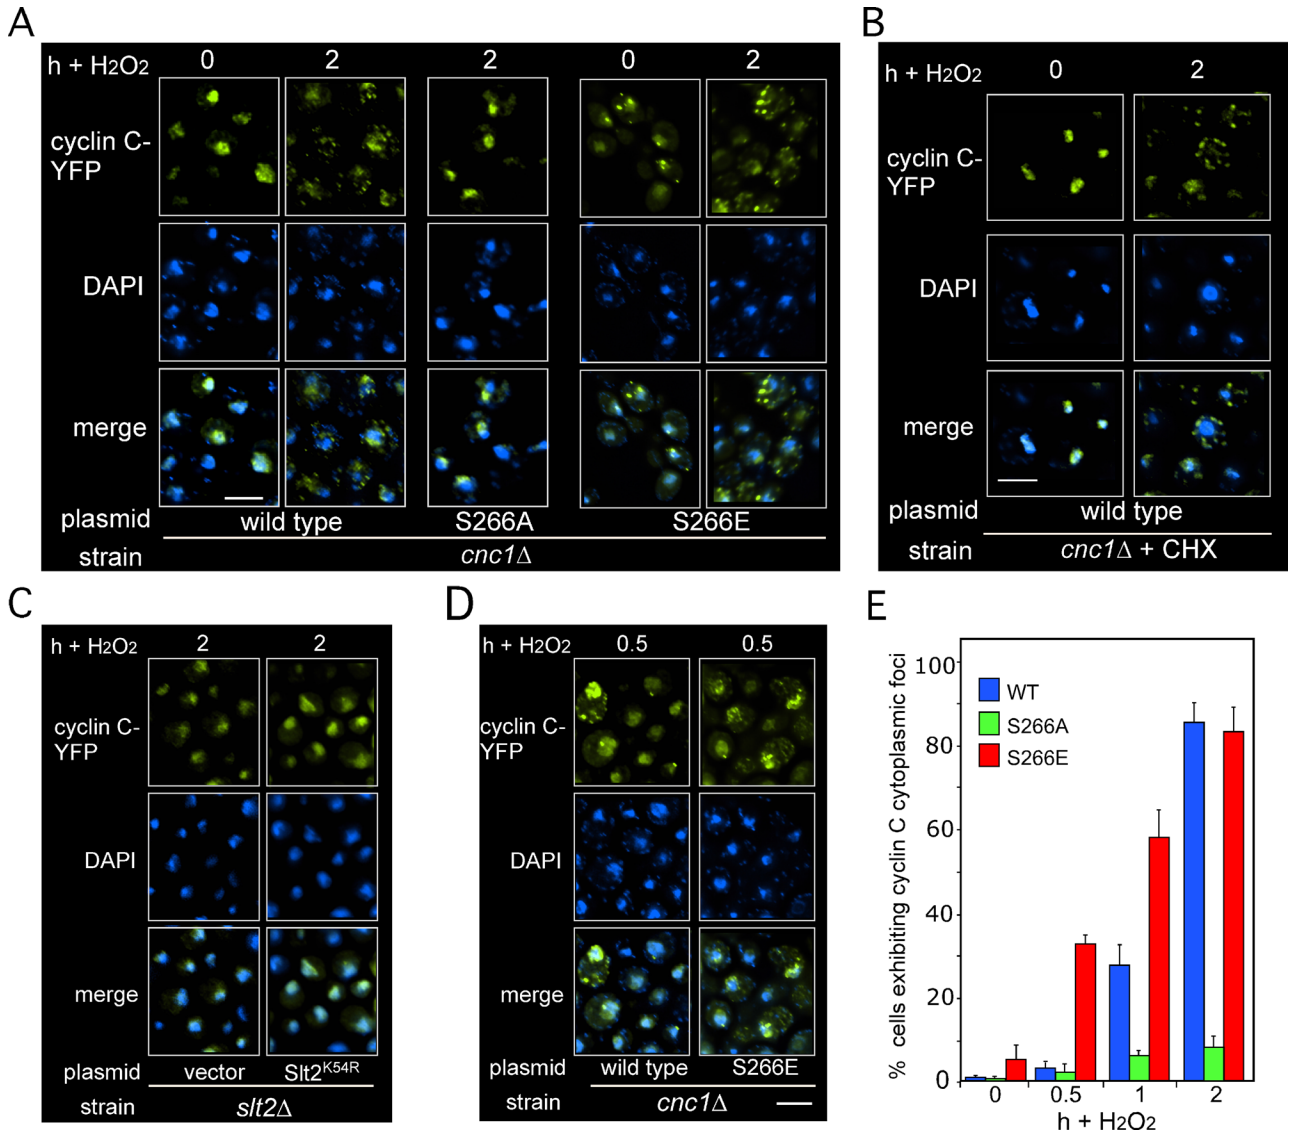 A
h + H2O2 0 2 2 0 2
cyclin C-
YFP
DAPI
merge
plasmid wild type S266A S266E
strain cnc1Δ
B
h + H2O2 0 2
cyclin C-
YFP
DAPI
merge
plasmid wild type
strain cnc1Δ + CHX
C
h + H2O2 2 2
cyclin C-
YFP
DAPI
merge
plasmid vector Slt2K54R
strain slt2Δ
D
h + H2O2 0.5 0.5
cyclin C-
YFP
DAPI
merge
plasmid wild type S266E
strain cnc1Δ
E
% cells exhibiting cyclin C cytoplasmic foci
100
80
60
40
20
0
WT
S266A
S266E
0 0.5 1 2
h + H2O2